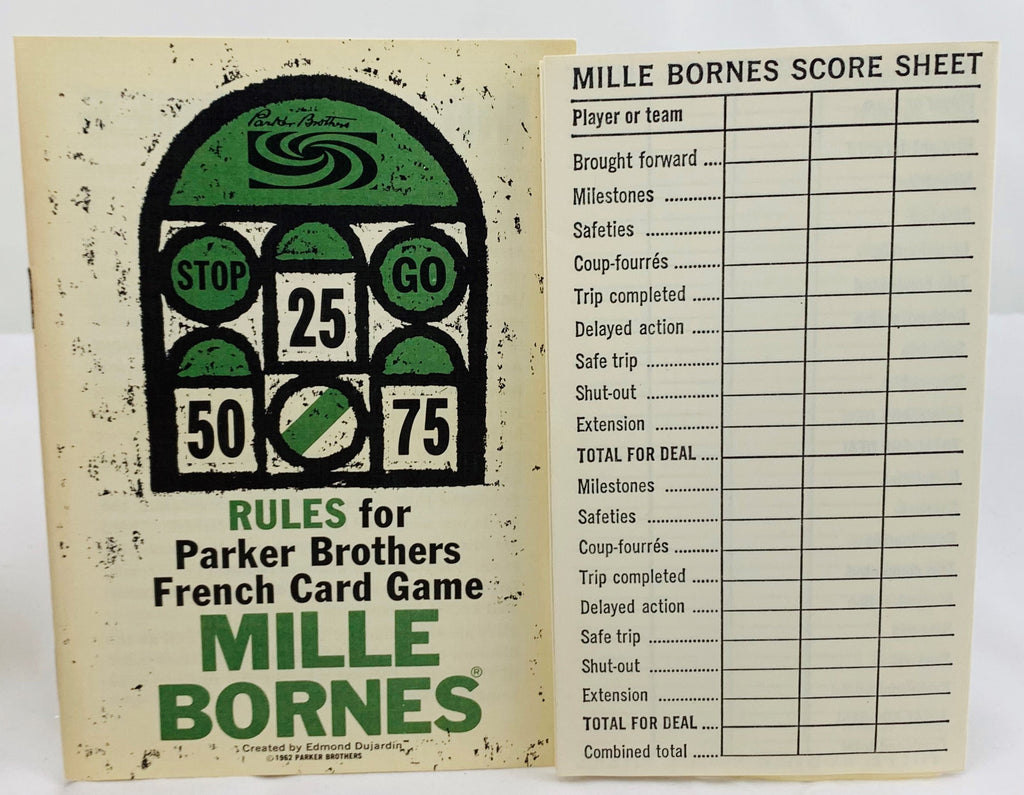 Parker Brothers
STOP
25
GO
50
75
RULES for
Parker Brothers
French Card Game
MILLE
BORNES®
Created by Edmond Dujardin
©1962 PARKER BROTHERS
MILLE BORNES SCORE SHEET
Player or team
Brought forward ....
Milestones .............
Safeties .................
Coup-fourrés ...........
Trip completed ......
Delayed action ......
Safe trip ................
Shut-out ................
Extension ..............
TOTAL FOR DEAL ....
Milestones .............
Safeties .................
Coup-fourrés ...........
Trip completed ......
Delayed action ......
Safe trip ................
Shut-out ................
Extension ..............
TOTAL FOR DEAL ....
Combined total ......